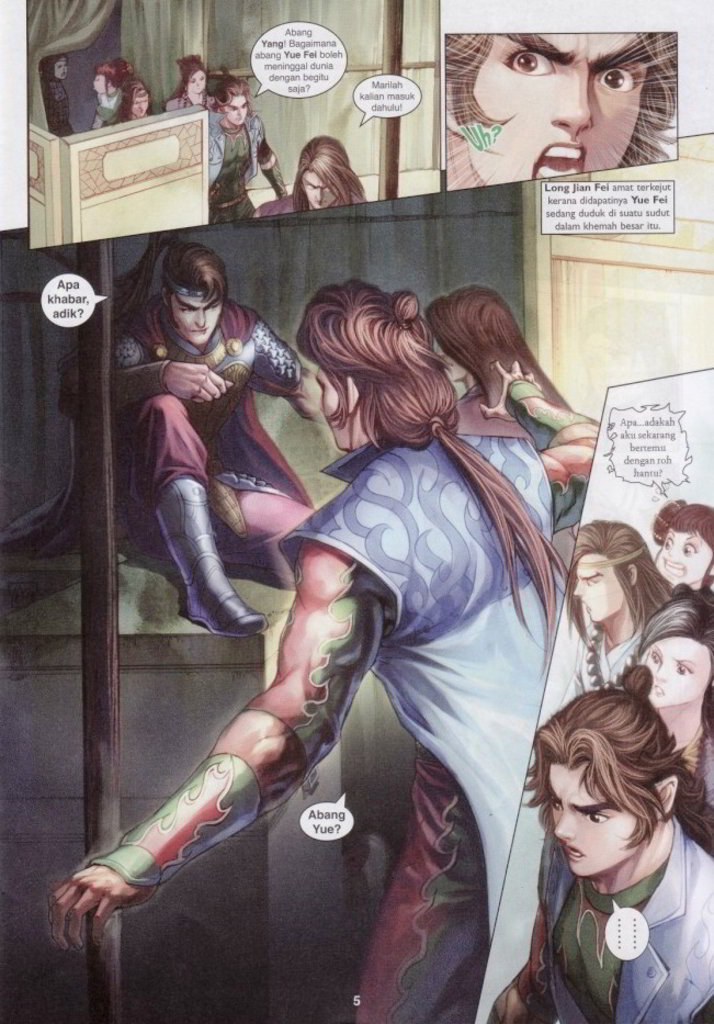 Abang
Yang! Bagaimana
abang Yue Fei boleh
meninggal dunia
dengan begitu
saja?
Marilah
kalian masuk
dahulu!
Uh?
Long Jian Fei amat terkejut
kerana didapatinya Yue Fei
sedang duduk di suatu sudut
dalam khemah besar itu.
Apa
khabar,
adik?
Abang
Yue?
Apa...adakah
aku sekarang
bertemu
dengan roh
hantu?
5